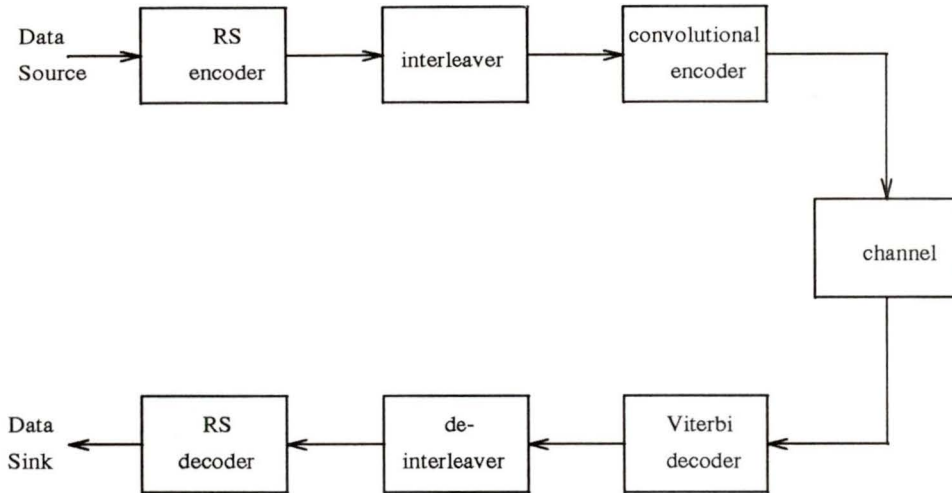 Data
Source
RS
encoder
interleaver
convolutional
encoder
channel
Viterbi
decoder
de-
interleaver
RS
decoder
Data
Sink